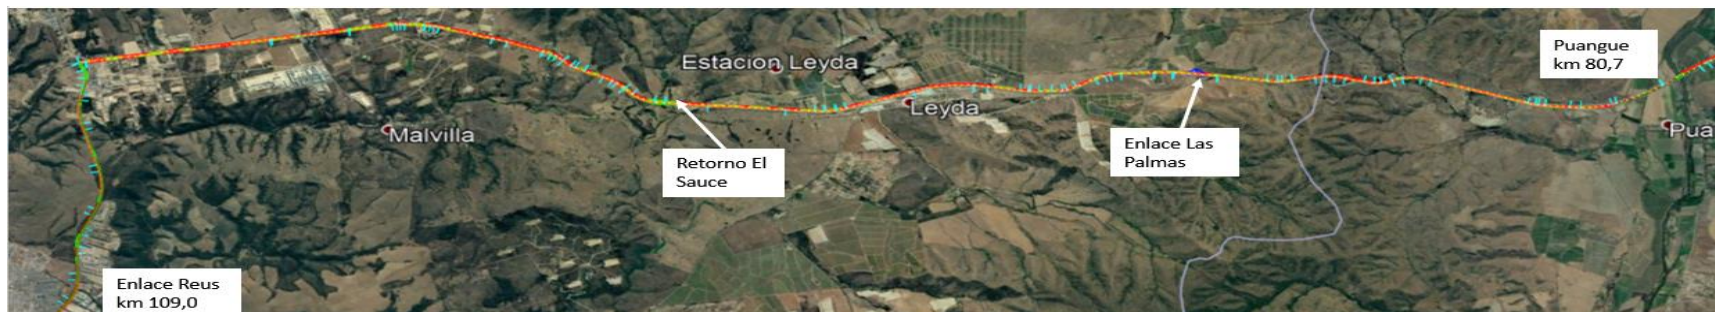 Puangue
km 80,7
Estacion Leyda
Leyda
Malvilla
Pua
Enlace Las
Palmas
Retorno El
Sauce
Enlace Reus
km 109,0